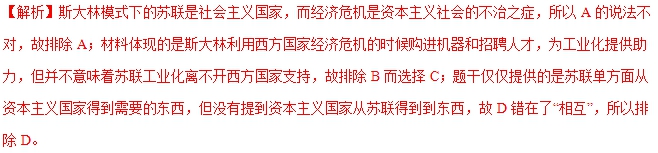 【解析】斯大林模式下的苏联是社会主义国家，而经济危机是资本主义社会的不治之症，所以 A 的说法不
对，故排除 A；材料体现的是斯大林利用西方国家经济危机的时候购进机器和招聘人才，为工业化提供助
力，但并不意味着苏联工业化离不开西方国家支持，故排除 B 而选择 C；题干仅仅提供的是苏联单方面从
资本主义国家得到需要的东西，但没有提到资本主义国家从苏联得到到东西，故 D 错在了“相互”，所以排
除 D。